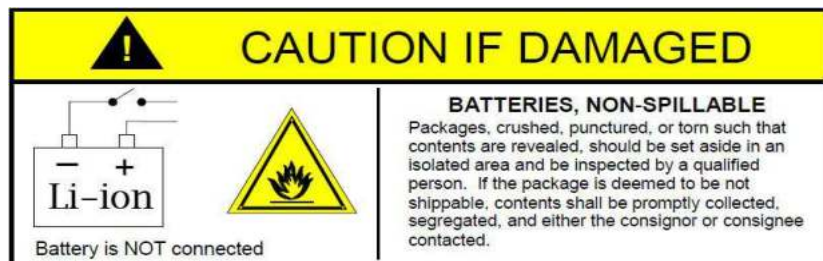 ! CAUTION IF DAMAGED
− +
Li-ion
Battery is NOT connected
BATTERIES, NON-SPILLABLE
Packages, crushed, punctured, or torn such that
contents are revealed, should be set aside in an
isolated area and be inspected by a qualified
person. If the package is deemed to be not
shippable, contents shall be promptly collected,
segregated, and either the consignor or consignee
contacted.